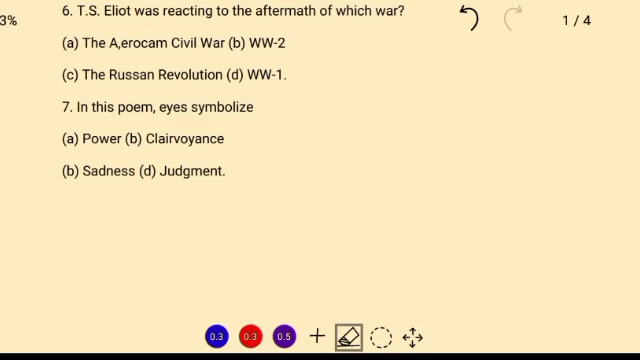 3%
6. T.S. Eliot was reacting to the aftermath of which war?
1 / 4
(a) The A,erocam Civil War (b) WW-2
(c) The Russan Revolution (d) WW-1.
7. In this poem, eyes symbolize
(a) Power (b) Clairvoyance
(b) Sadness (d) Judgment.
0.3 0.3 0.5